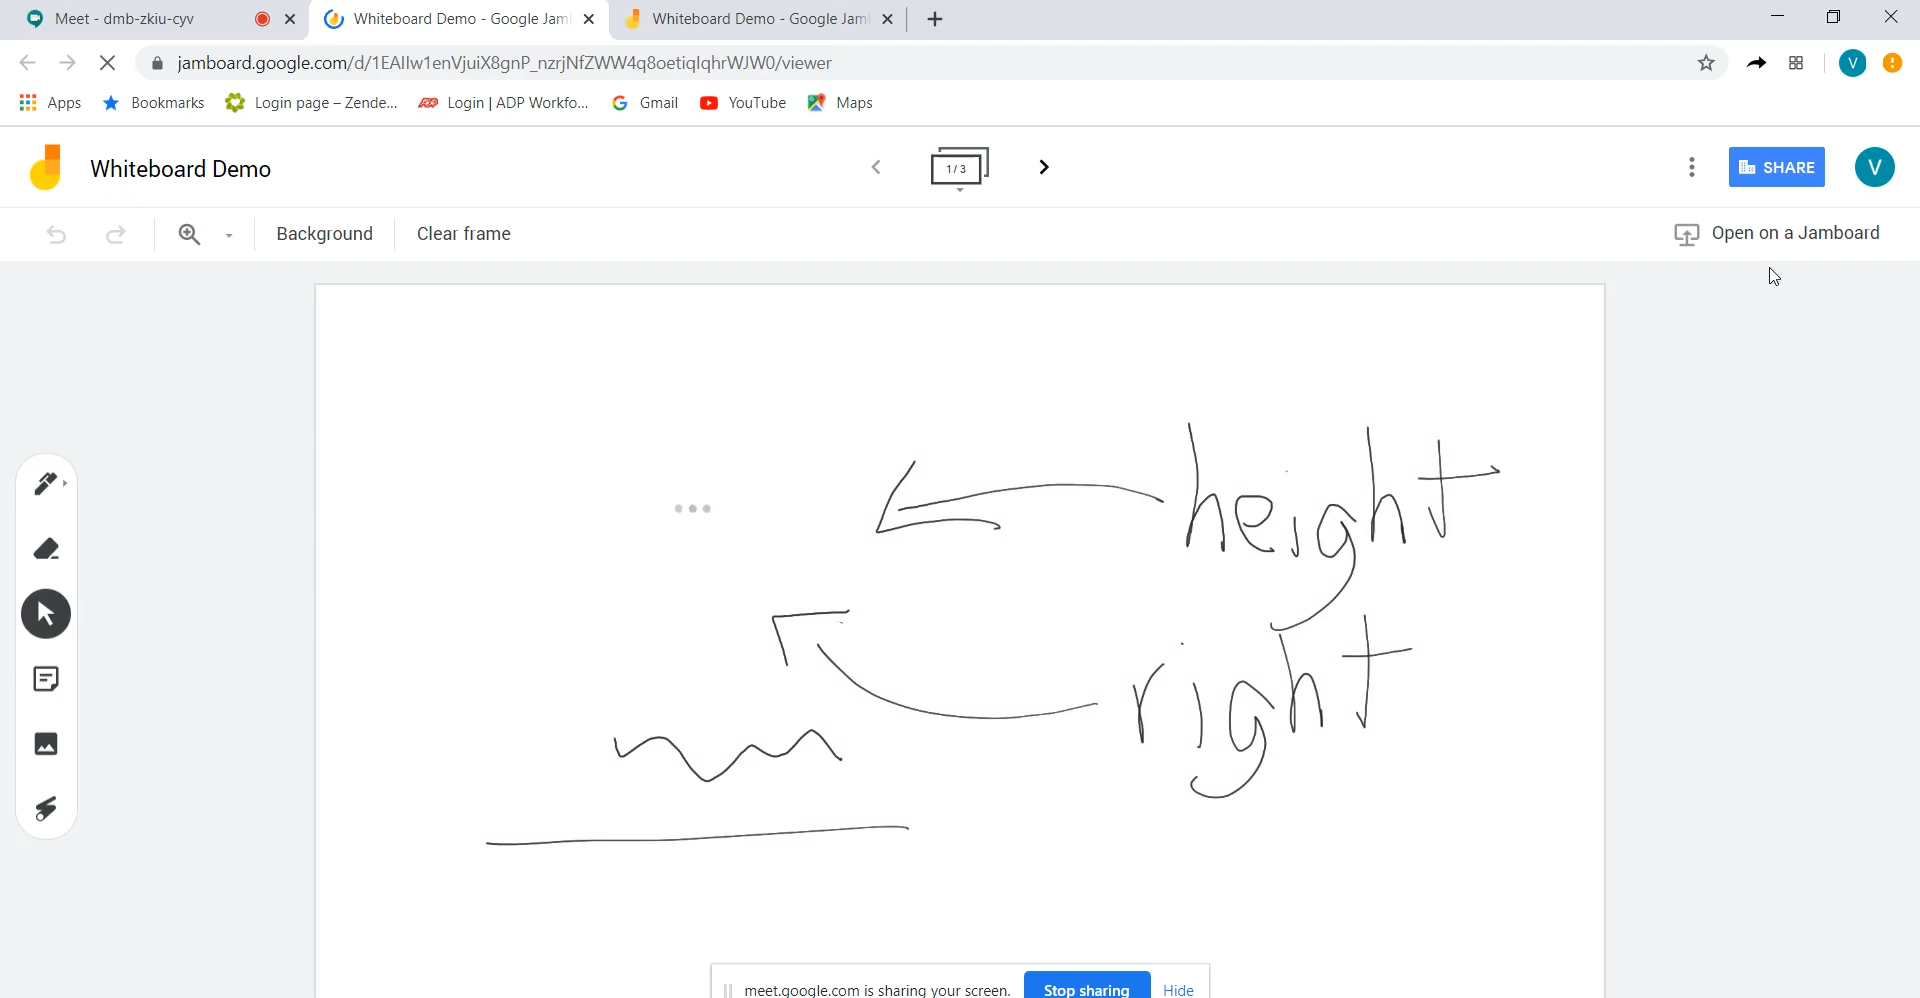 Meet - dmb-zkiu-cyv
Whiteboard Demo - Google Jam
Whiteboard Demo - Google Jam
jamboard.google.com/d/1EAIIw1enVjuiX8gnP_nzrjNfZWW4q8oetiqIqhrWJW0/viewer
V
Apps
Bookmarks
Login page – Zende...
Login | ADP Workfo...
Gmail
YouTube
Maps
Whiteboard Demo
1 / 3
SHARE
V
Background
Clear frame
Open on a Jamboard
height
right
meet.google.com is sharing your screen.
Stop sharing
Hide